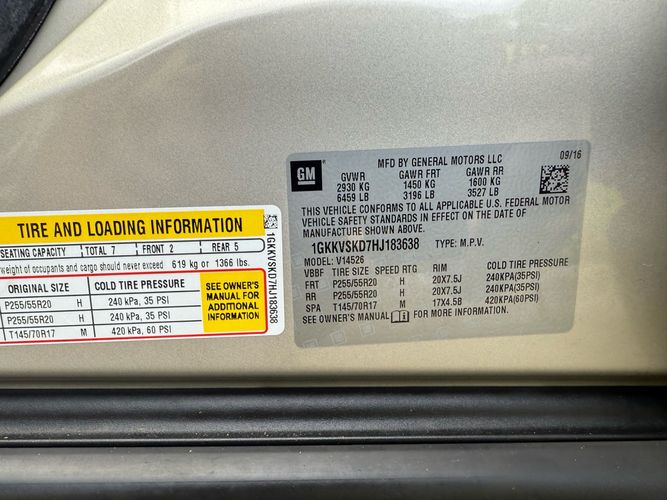 TIRE AND LOADING INFORMATION
SEATING CAPACITY TOTAL 7 FRONT 2 REAR 5
weight of occupants and cargo should never exceed 619 kg or 1366 lbs.
ORIGINAL SIZE COLD TIRE PRESSURE
P255/55R20 H 240 kPa, 35 PSI
P255/55R20 H 240 kPa, 35 PSI
T145/70R17 M 420 kPa, 60 PSI
SEE OWNER'S
MANUAL FOR
ADDITIONAL
INFORMATION
1GKKVSKD7HJ183638
GM
MFD BY GENERAL MOTORS LLC 09/16
GVWR GAWR FRT GAWR RR
2930 KG 1450 KG 1600 KG
6459 LB 3196 LB 3527 LB
THIS VEHICLE CONFORMS TO ALL APPLICABLE U.S. FEDERAL MOTOR
VEHICLE SAFETY STANDARDS IN EFFECT ON THE DATE OF
MANUFACTURE SHOWN ABOVE.
1GKKVSKD7HJ183638 TYPE: M.P.V.
MODEL: V14526
VBBF TIRE SIZE SPEED RTG RIM COLD TIRE PRESSURE
FRT P255/55R20 H 20X7.5J 240KPA(35PSI)
RR P255/55R20 H 20X7.5J 240KPA(35PSI)
SPA T145/70R17 M 17X4.5B 420KPA(60PSI)
SEE OWNER'S MANUAL FOR MORE INFORMATION.